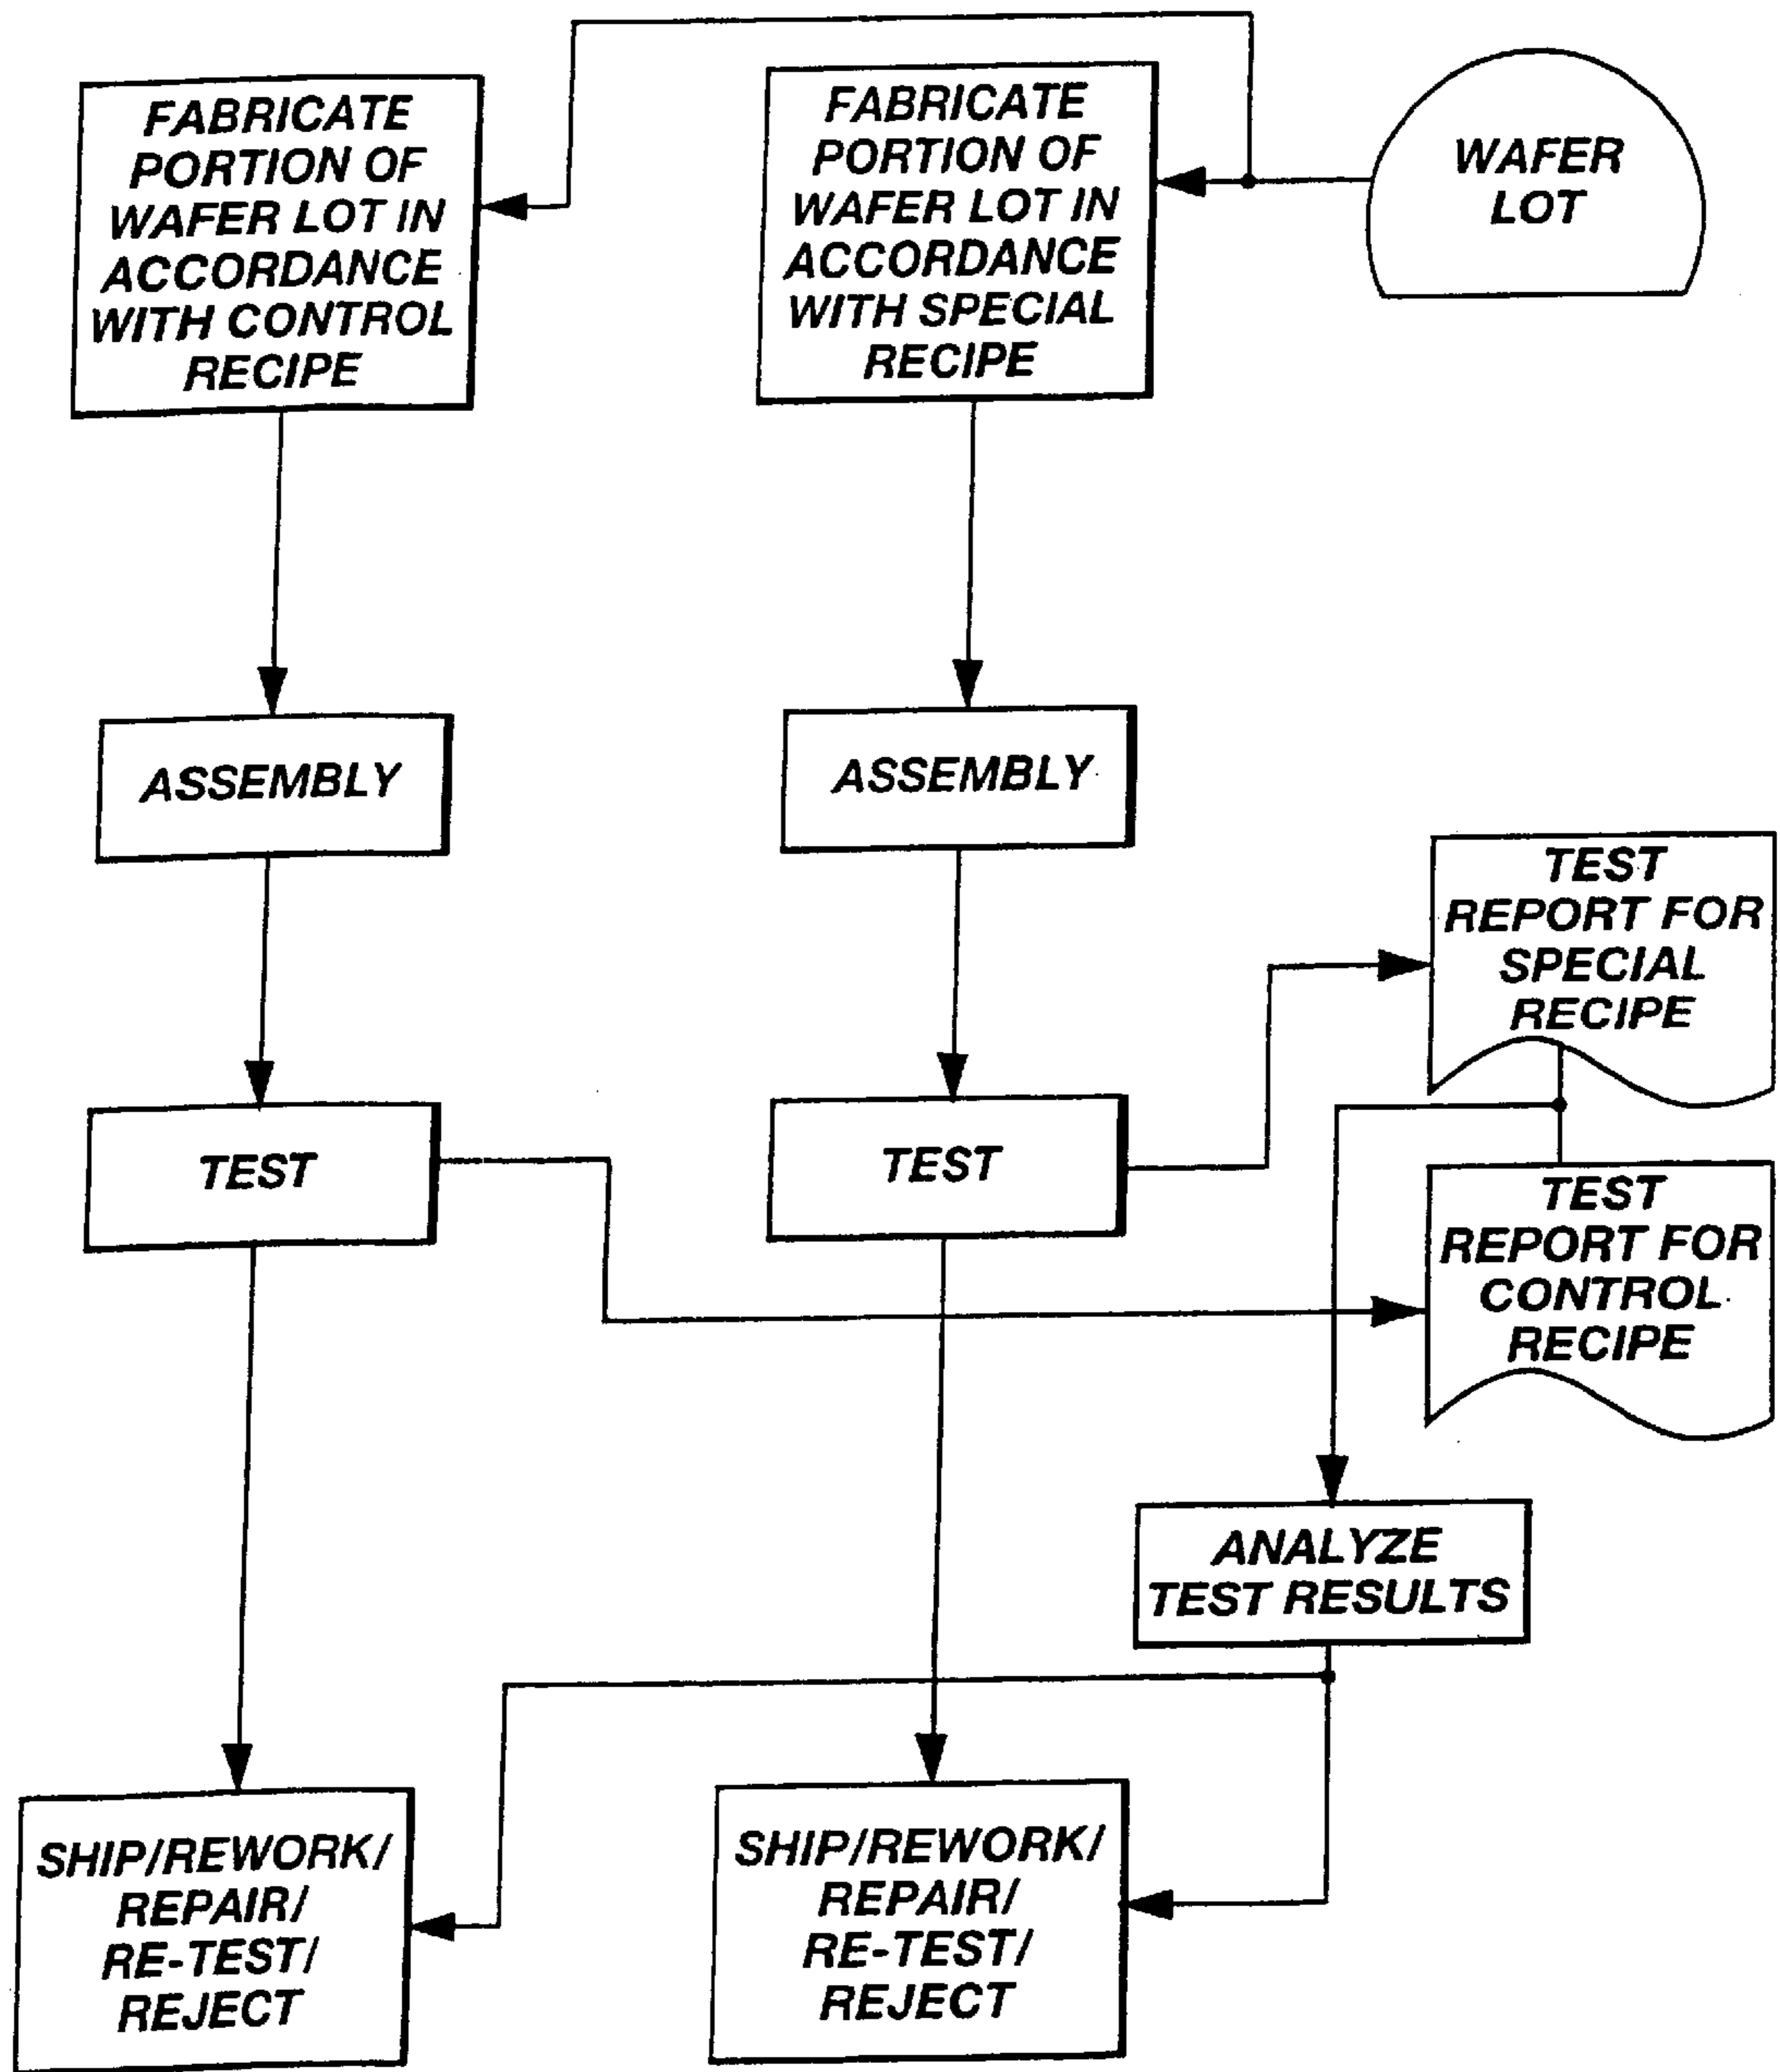 FABRICATE
PORTION OF
WAFER LOT IN
ACCORDANCE
WITH CONTROL
RECIPE
FABRICATE
PORTION OF
WAFER LOT IN
ACCORDANCE
WITH SPECIAL
RECIPE
WAFER
LOT
ASSEMBLY
ASSEMBLY
TEST
REPORT FOR
SPECIAL
RECIPE
TEST
TEST
TEST
REPORT FOR
CONTROL
RECIPE
ANALYZE
TEST RESULTS
SHIP/REWORK/
REPAIR/
RE-TEST/
REJECT
SHIP/REWORK/
REPAIR/
RE-TEST/
REJECT